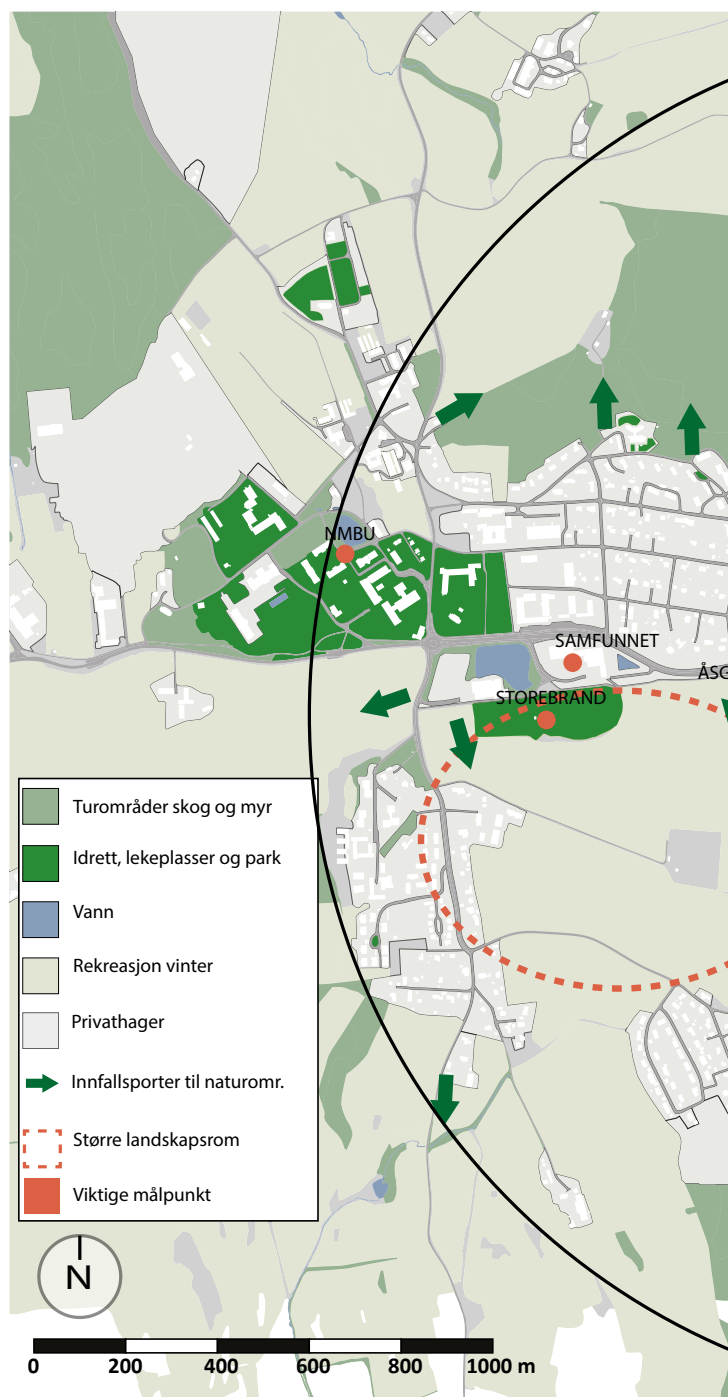 NMBU
SAMFUNNET
ÅSG
STOREBRAND
Turområder skog og myr
Idrett, lekeplasser og park
Vann
Rekreasjon vinter
Privathager
Innfallsporter til naturomr.
Større landskapsrom
Viktige målpunkt
N
0 200 400 600 800 1000 m